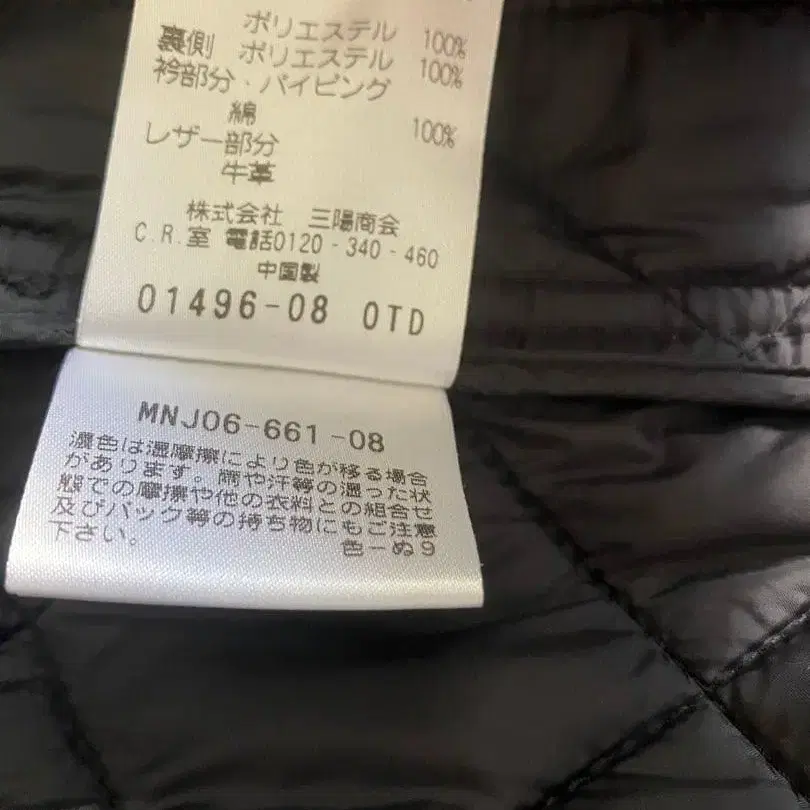 ポリエステル 100%
裏側 ポリエステル 100%
衿部分・パイピング
綿 100%
レザー部分
牛革
株式会社 三陽商会
C.R.室 電話0120-340-460
中国製
01496-08 OTD
MNJ06-661-08
濃色は湿摩擦により色が移る場合
があります。雨や汗等の湿った状
態での摩擦や他の衣料との組合せ
及びバック等の持ち物にもご注意
下さい。 色ーぬ9